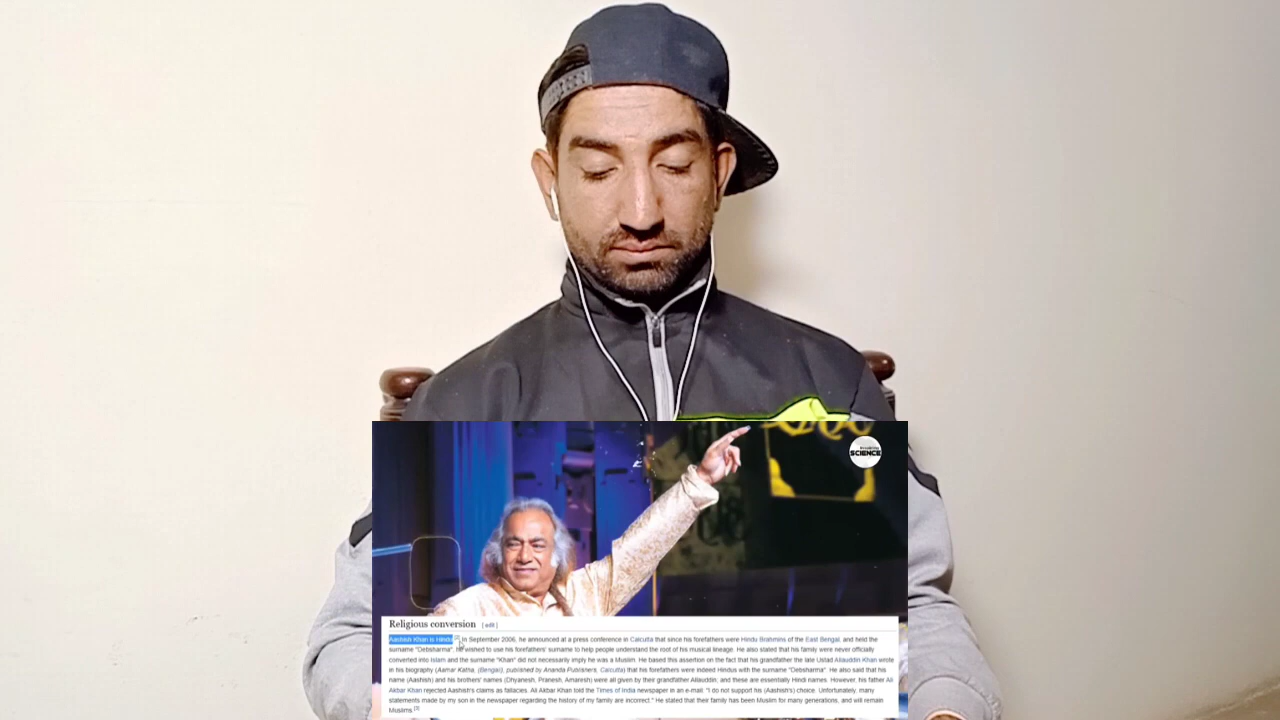 Breaking
SCIENCE
Religious conversion [ edit ]
Aashish Khan is Hindu [2] In September 2006, he announced at a press conference in Calcutta that since his forefathers were Hindu Brahmins of the East Bengal, and held the
surname "Debsharma". He wished to use his forefathers' surname to help people understand the root of his musical lineage. He also stated that his family were never officially
converted into Islam and the surname "Khan" did not necessarily imply he was a Muslim. He based this assertion on the fact that his grandfather the late Ustad Allauddin Khan wrote
in his biography (Aamar Katha, (Bengali), published by Ananda Publishers, Calcutta) that his forefathers were indeed Hindus with the surname "Debsharma". He also said that his
name (Aashish) and his brothers' names (Dhyanesh, Pranesh, Amaresh) were all given by their grandfather Allauddin, and these are essentially Hindi names. However, his father Ali
Akbar Khan rejected Aashish's claims as fallacies. Ali Akbar Khan told the Times of India newspaper in an e-mail: "I do not support his (Aashish's) choice. Unfortunately, many
statements made by my son in the newspaper regarding the history of my family are incorrect." He stated that their family has been Muslim for many generations, and will remain
Muslims.[3]